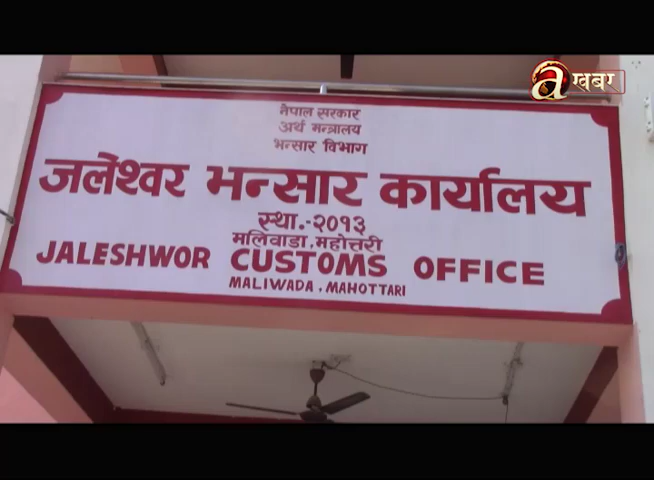 a खबर
नेपाल सरकार
अर्थ मन्त्रालय
भन्सार विभाग
जलेश्वर भन्सार कार्यालय
स्था.-२०१३
मलिवाडा, महोत्तरी
JALESHWOR CUSTOMS OFFICE
MALIWADA, MAHOTTARI